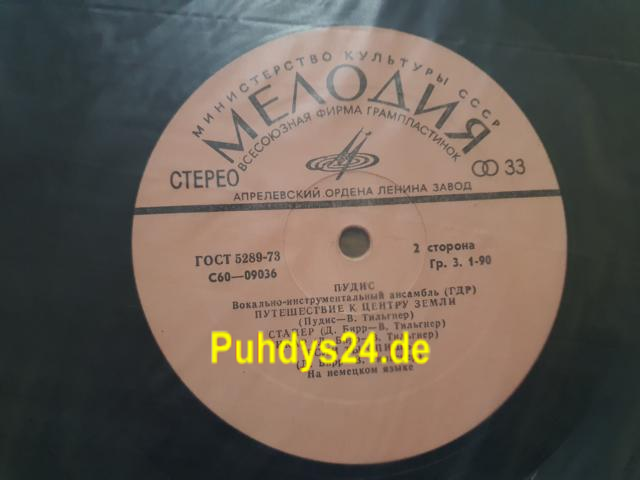 МИНИСТЕРСТВО КУЛЬТУРЫ СССР
МЕЛОДИЯ
ВСЕСОЮЗНАЯ ФИРМА ГРАМПЛАСТИНОК
СТЕРЕО
33
АПРЕЛЕВСКИЙ ОРДЕНА ЛЕНИНА ЗАВОД
ГОСТ 5289-73
2 сторона
С60—09036
Гр. 3. 1-90
ПУДИС
Вокально-инструментальный ансамбль (ГДР)
ПУТЕШЕСТВИЕ К ЦЕНТРУ ЗЕМЛИ
(Пудис—В. Тильгнер)
(Д. Бирр—В. Тильгнер)
Puhdys24.de
На немецком языке